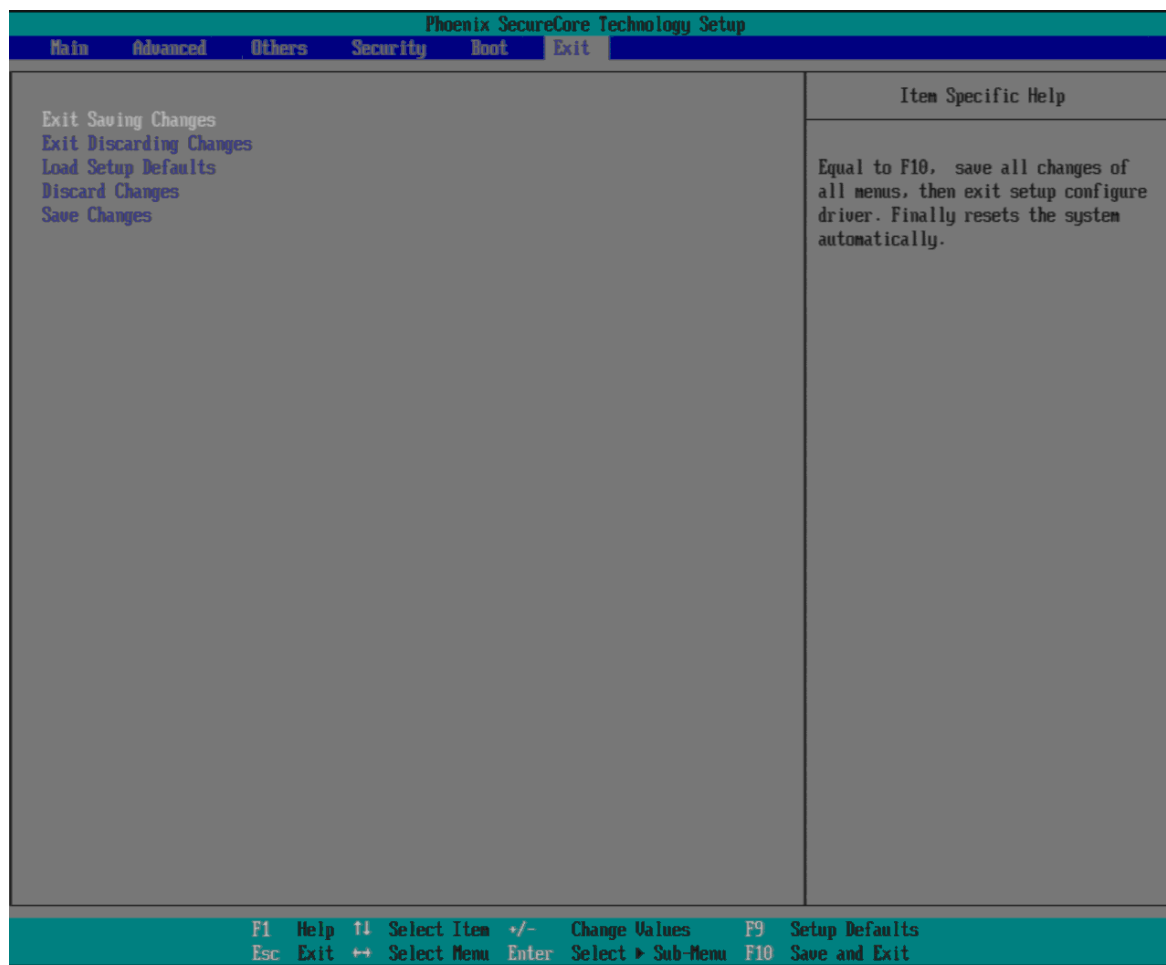 Phoenix SecureCore Technology Setup
Main Advanced Others Security Boot Exit
Item Specific Help
Exit Saving Changes
Exit Discarding Changes
Load Setup Defaults
Discard Changes
Save Changes
Equal to F10, save all changes of
all menus, then exit setup configure
driver. Finally resets the system
automatically.
F1 Help ↑↓ Select Item +/- Change Values F9 Setup Defaults
Esc Exit ↔ Select Menu Enter Select ▶ Sub-Menu F10 Save and Exit